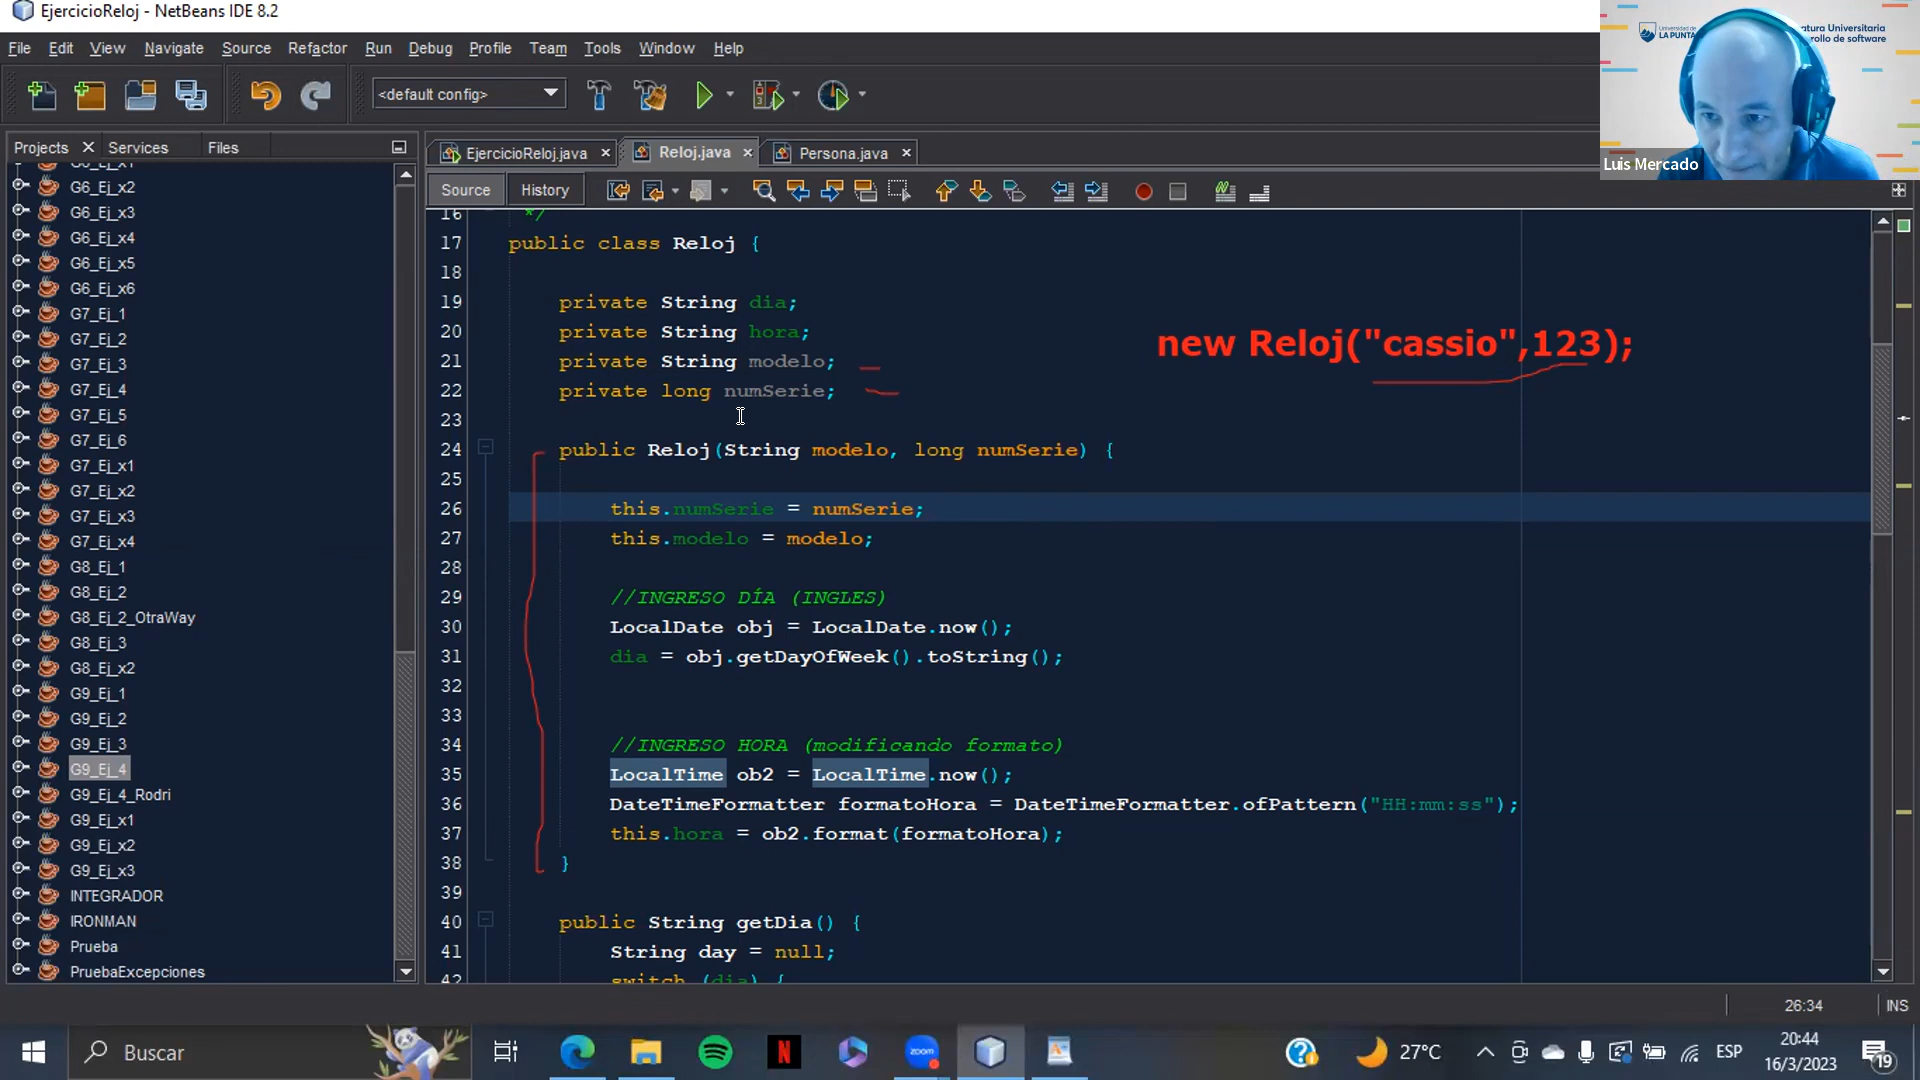 EjercicioReloj - NetBeans IDE 8.2
File Edit View Navigate Source Refactor Run Debug Profile Team Tools Window Help
<default config>
LA PUNTA
Luis Mercado
Projects Services Files
EjercicioReloj.java Reloj.java Persona.java
Source History
G6_Ej_x2
G6_Ej_x3
G6_Ej_x4
G6_Ej_x5
G6_Ej_x6
G7_Ej_1
G7_Ej_2
G7_Ej_3
G7_Ej_4
G7_Ej_5
G7_Ej_6
G7_Ej_x1
G7_Ej_x2
G7_Ej_x3
G7_Ej_x4
G8_Ej_1
G8_Ej_2
G8_Ej_2_OtraWay
G8_Ej_3
G8_Ej_x2
G9_Ej_1
G9_Ej_2
G9_Ej_3
G9_Ej_4
G9_Ej_4_Rodri
G9_Ej_x1
G9_Ej_x2
G9_Ej_x3
INTEGRADOR
IRONMAN
Prueba
PruebaExcepciones
16 */
17 public class Reloj {
18
19 private String dia;
20 private String hora;
21 private String modelo;
22 private long numSerie;
23
24 public Reloj(String modelo, long numSerie) {
25
26 this.numSerie = numSerie;
27 this.modelo = modelo;
28
29 //INGRESO DÍA (INGLES)
30 LocalDate obj = LocalDate.now();
31 dia = obj.getDayOfWeek().toString();
32
33
34 //INGRESO HORA (modificando formato)
35 LocalTime ob2 = LocalTime.now();
36 DateTimeFormatter formatoHora = DateTimeFormatter.ofPattern("HH:mm:ss");
37 this.hora = ob2.format(formatoHora);
38 }
39
40 public String getDia() {
41 String day = null;
42 switch (dia) {
new Reloj("cassio",123);
26:34 INS
Buscar
zoom
27°C
ESP
20:44
16/3/2023
19